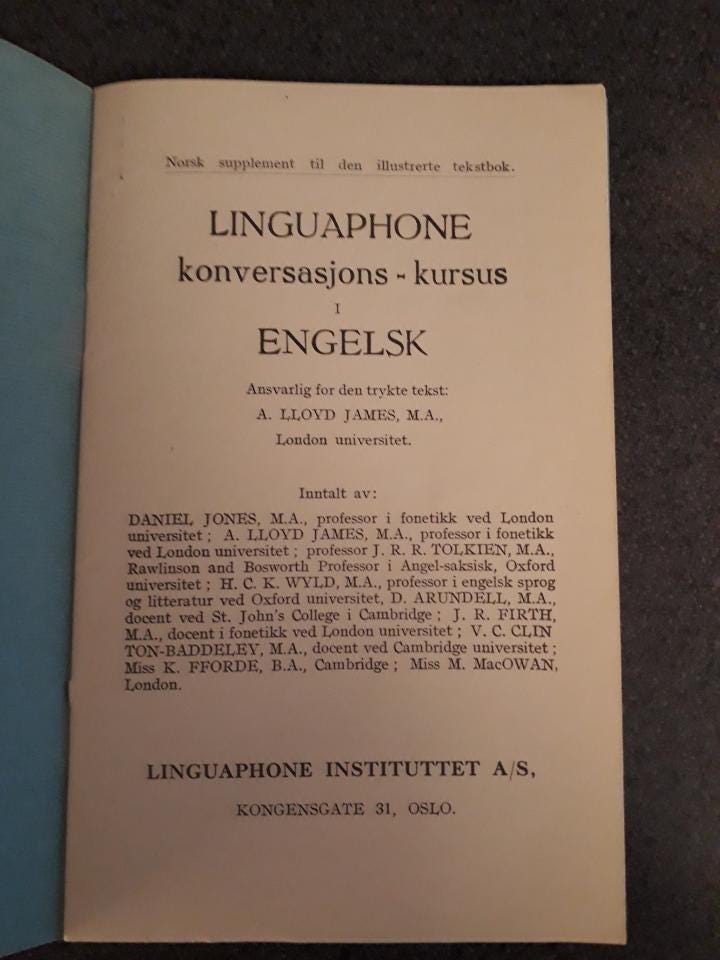 Norsk supplement til den illustrerte tekstbok.
LINGUAPHONE
konversasjons - kursus
I
ENGELSK
Ansvarlig for den trykte tekst:
A. LLOYD JAMES, M.A.,
London universitet.
Inntalt av:
DANIEL JONES, M.A., professor i fonetikk ved London
universitet ; A. LLOYD JAMES, M.A., professor i fonetikk
ved London universitet ; professor J. R. R. TOLKIEN, M.A.,
Rawlinson and Bosworth Professor i Angel-saksisk, Oxford
universitet ; H. C. K. WYLD, M.A., professor i engelsk sprog
og litteratur ved Oxford universitet, D. ARUNDELL, M.A.,
docent ved St. John's College i Cambridge ; J. R. FIRTH,
M.A., docent i fonetikk ved London universitet ; V. C. CLIN
TON-BADDELEY, M.A., docent ved Cambridge universitet ;
Miss K. FFORDE, B.A., Cambridge ; Miss M. MacOWAN,
London.
LINGUAPHONE INSTITUTTET A/S,
KONGENSGATE 31, OSLO.